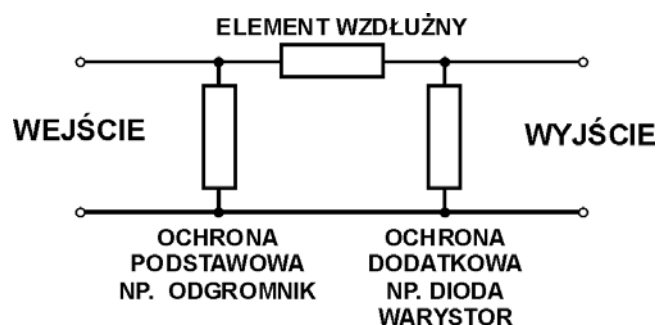 ELEMENT WZDŁUŻNY
WEJŚCIE
WYJŚCIE
OCHRONA
PODSTAWOWA
NP. ODGROMNIK
OCHRONA
DODATKOWA
NP. DIODA
WARYSTOR